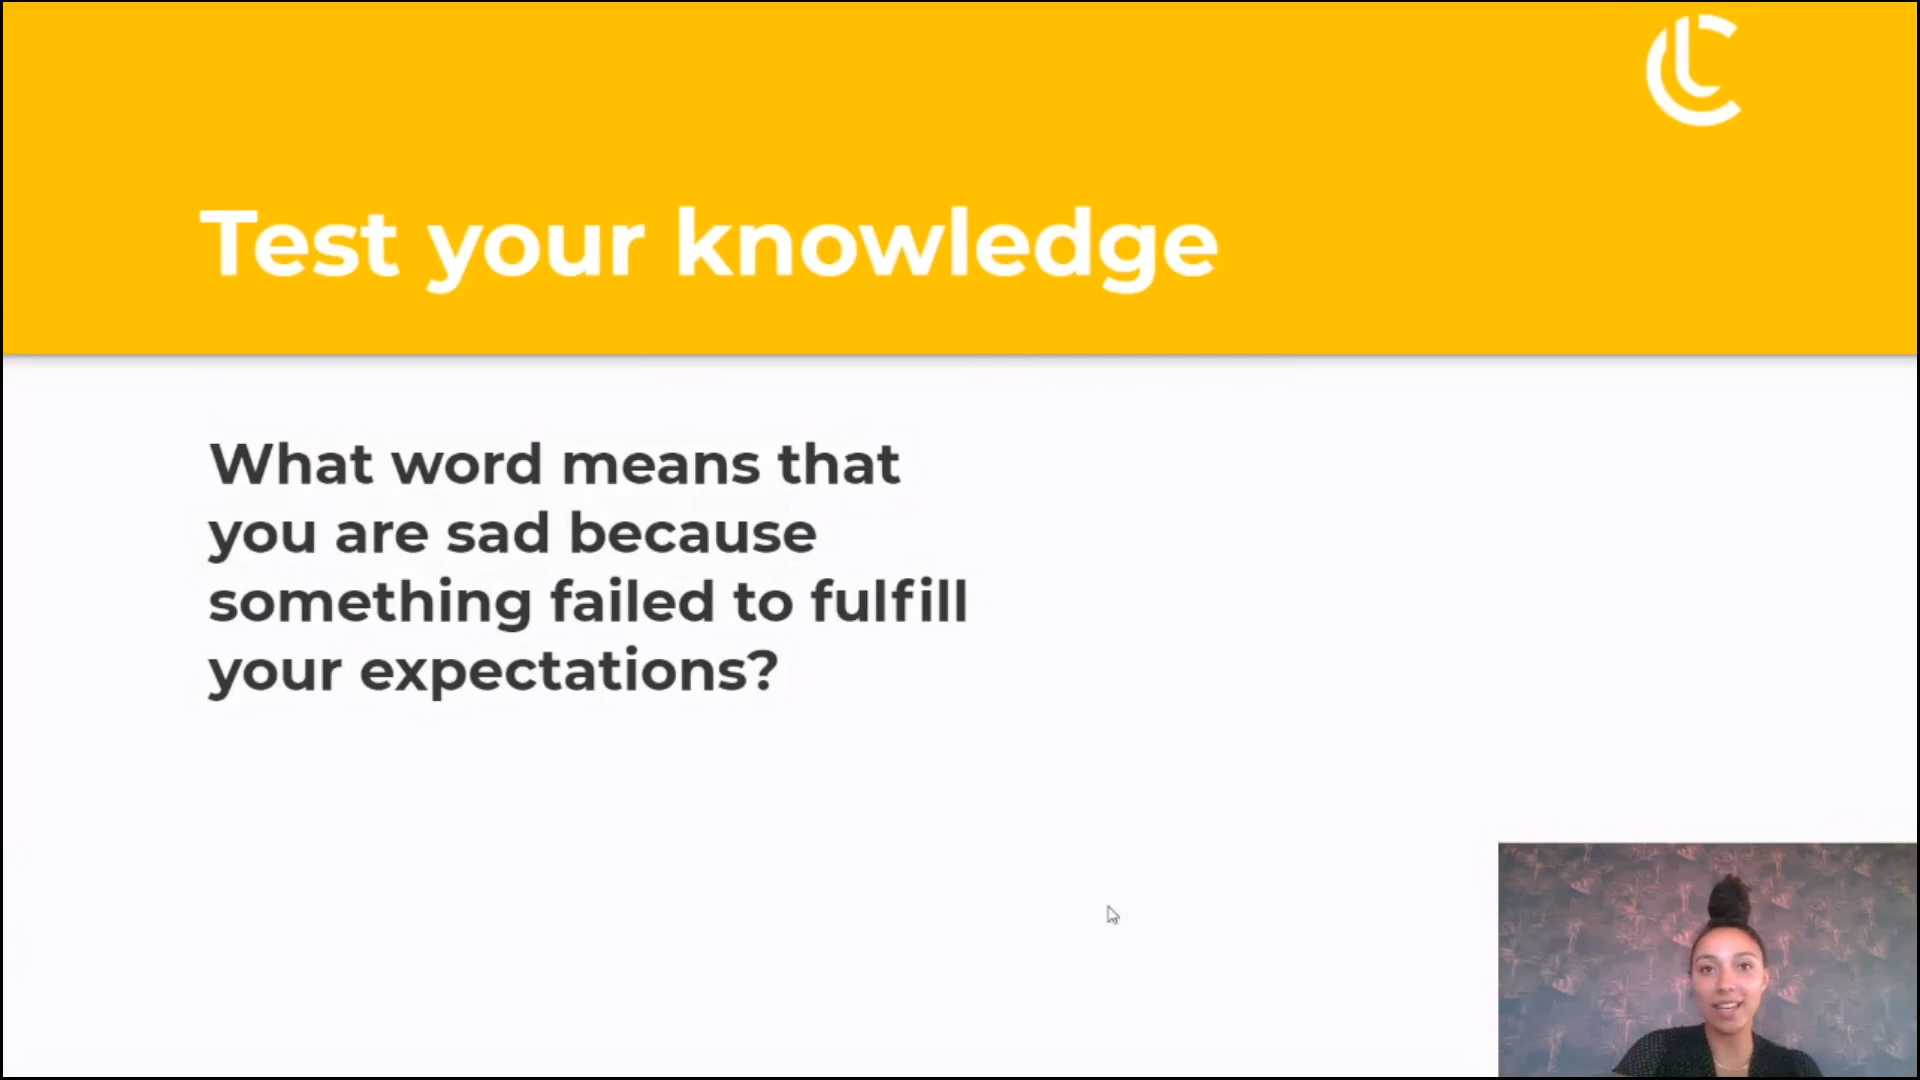 Test your knowledge
What word means that
you are sad because
something failed to fulfill
your expectations?